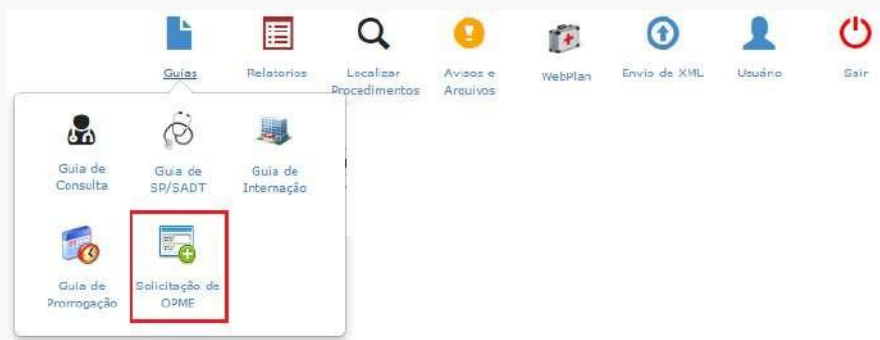 Guias
Relatorios
Localizar
Procedimentos
Avisos e
Arquivos
WebPlan
Envio de XML
Usuário
Sair
Guia de
Consulta
Guia de
SP/SADT
Guia de
Internação
Guia de
Prorrogação
Solicitação de
OPME